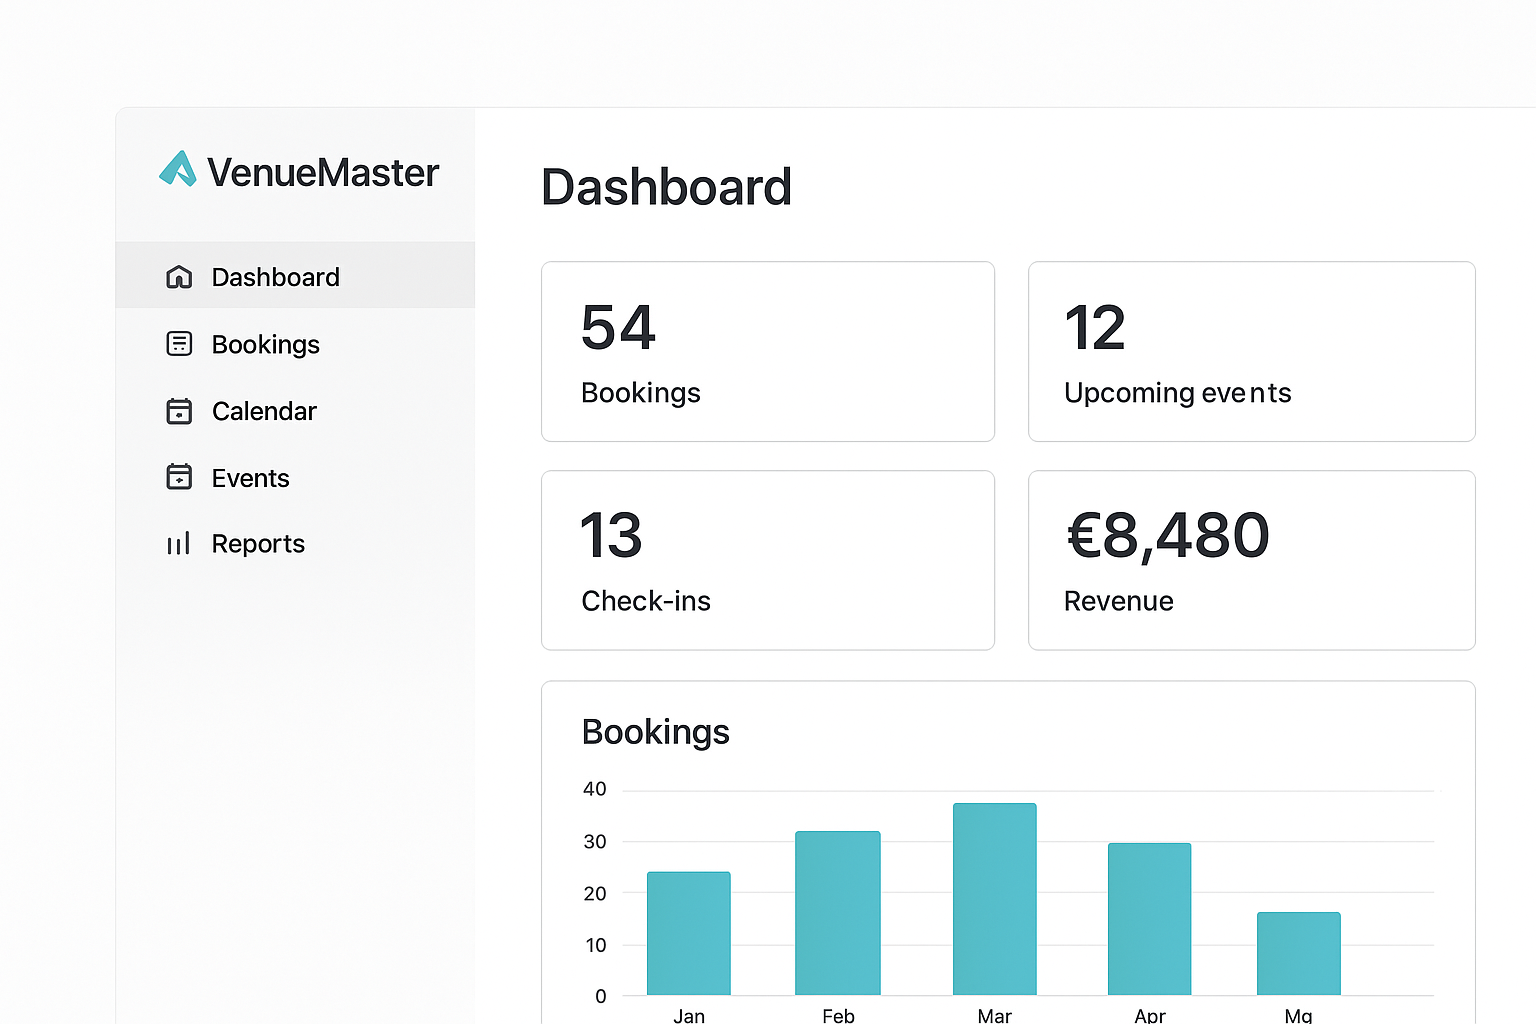 VenueMaster
Dashboard
Bookings
Calendar
Events
Reports
Dashboard
54
Bookings
12
Upcoming events
13
Check-ins
€8,480
Revenue
Bookings
40
30
20
10
0
Jan Feb Mar Apr Mq